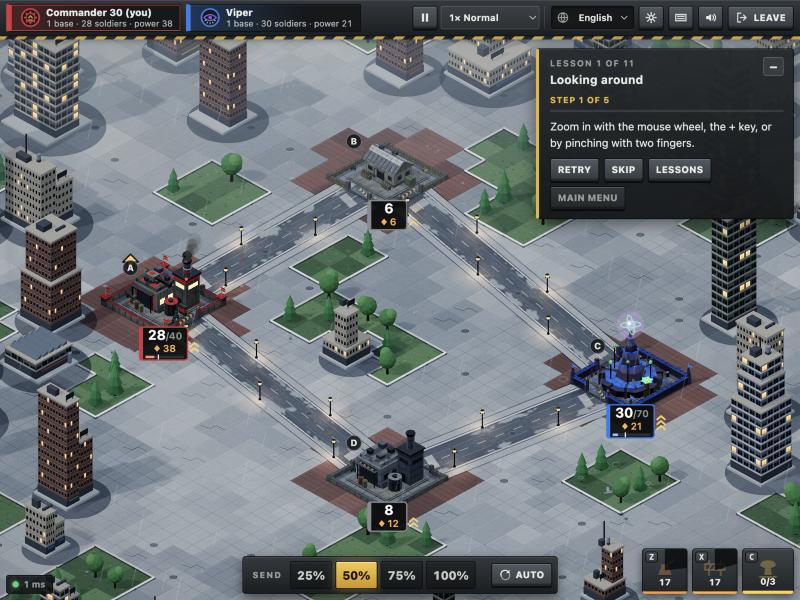 Commander 30 (you)
1 base · 28 soldiers · power 38
Viper
1 base · 30 soldiers · power 21
1× Normal
English
LEAVE
LESSON 1 OF 11
Looking around
STEP 1 OF 5
Zoom in with the mouse wheel, the + key, or
by pinching with two fingers.
RETRY
SKIP
LESSONS
MAIN MENU
B
6
6
A
28/40
38
C
30/70
21
D
8
12
1 ms
SEND
25%
50%
75%
100%
AUTO
Z
17
X
17
C
0/3